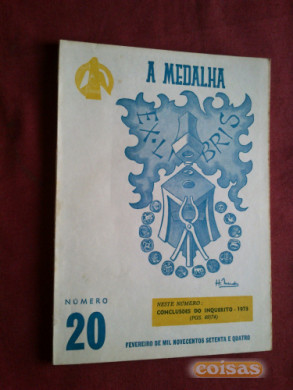 A MEDALHA
EX-LIBRIS
NESTE NÚMERO:
CONCLUSÕES DO INQUÉRITO - 1973
NÚMERO
20
FEVEREIRO DE MIL NOVECENTOS SETENTA E QUATRO
coisas